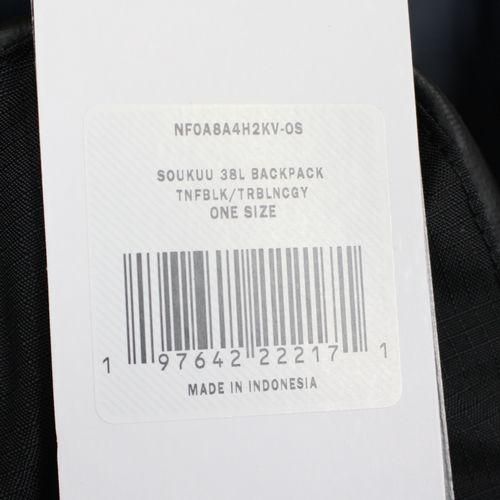 NF0A8A4H2KV-OS
SOUKUU 38L BACKPACK
TNFBLK/TRBLNCGY
ONE SIZE
1 97642 22217 1
MADE IN INDONESIA